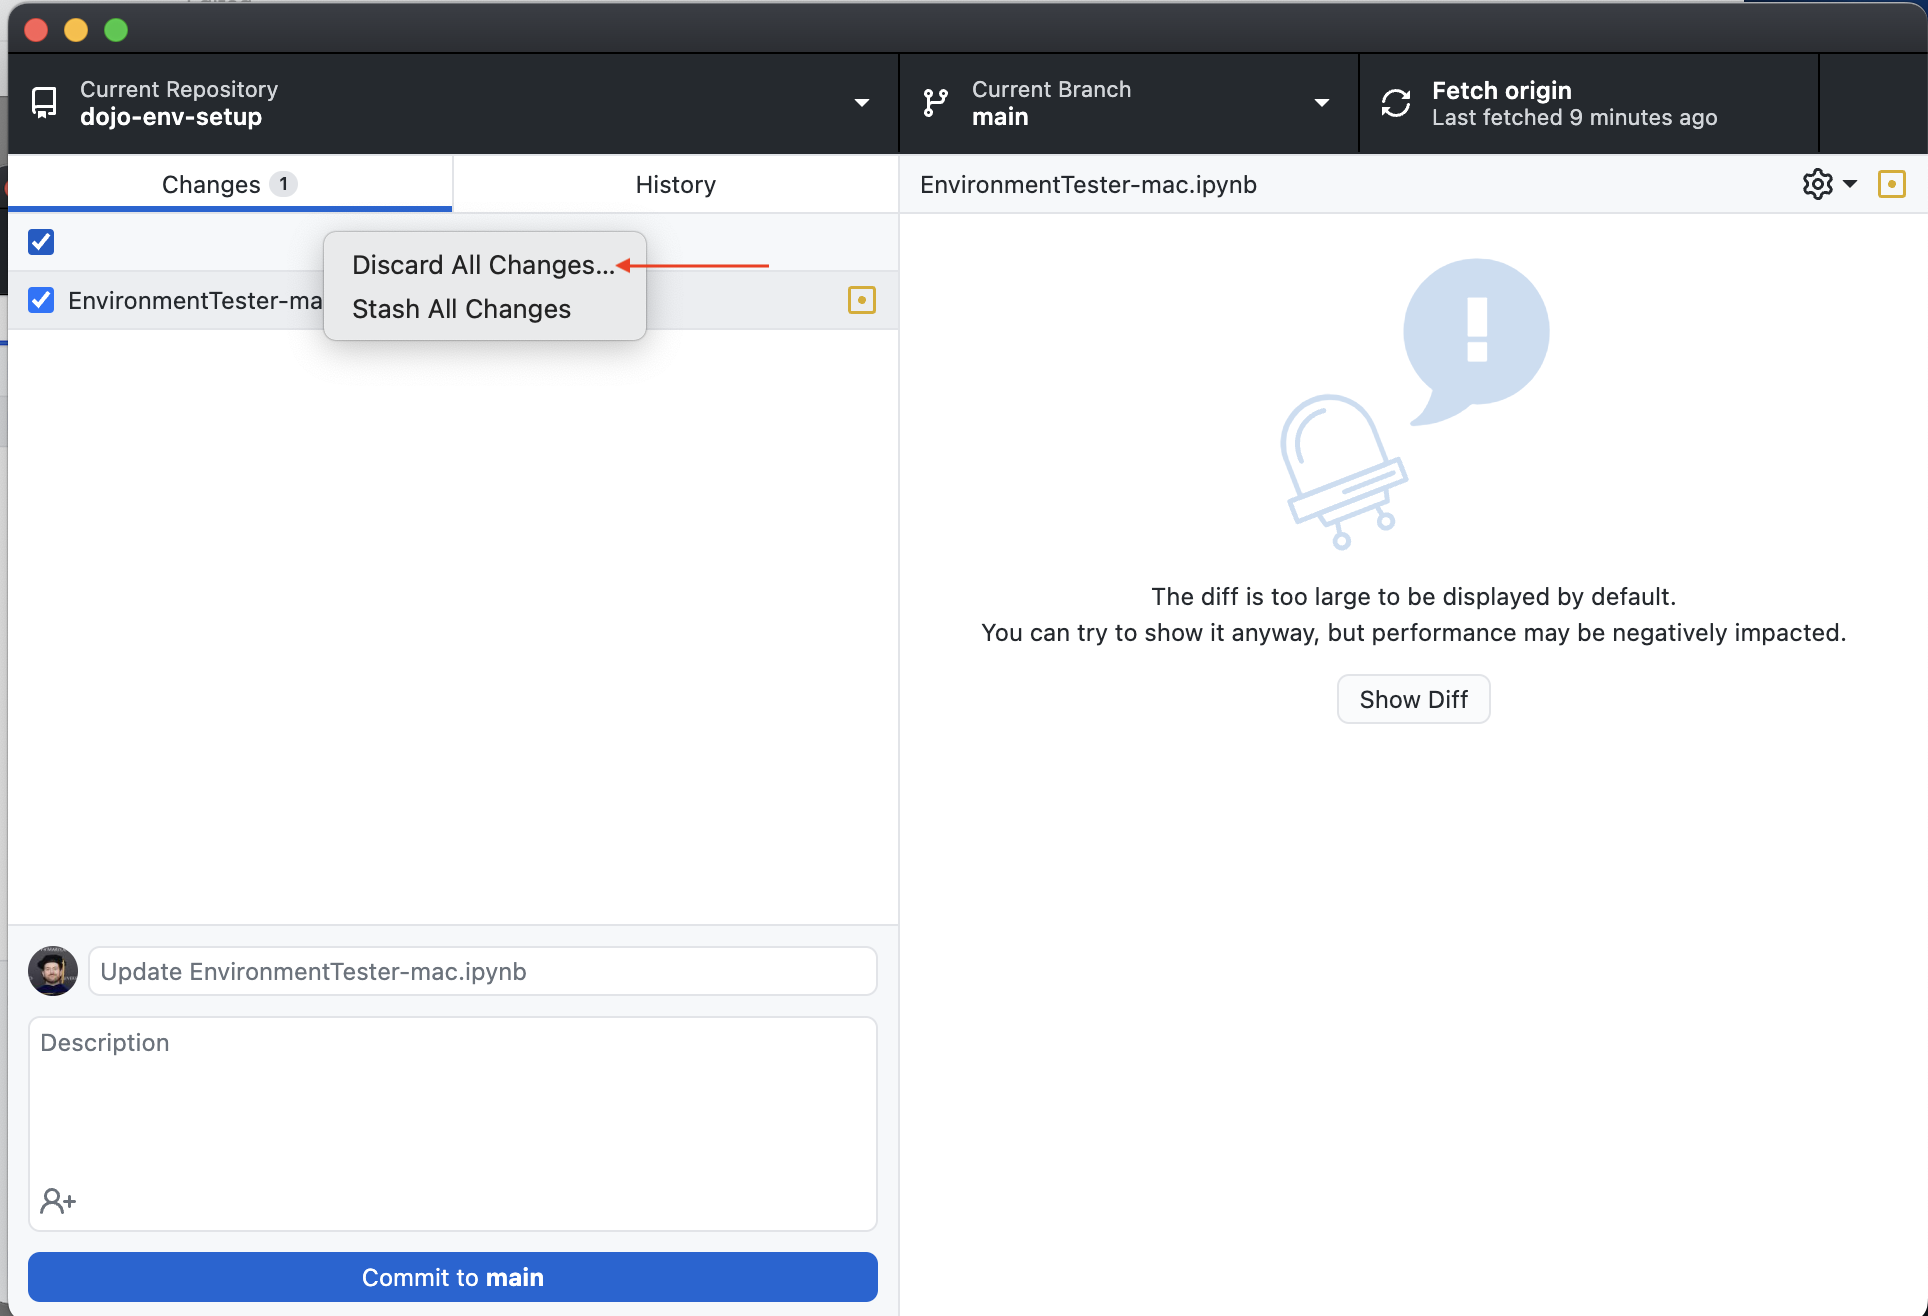 Current Repository
dojo-env-setup
Current Branch
main
Fetch origin
Last fetched 9 minutes ago
Changes 1
History
EnvironmentTester-mac.ipynb
Discard All Changes...
EnvironmentTester-ma
Stash All Changes
The diff is too large to be displayed by default.
You can try to show it anyway, but performance may be negatively impacted.
Show Diff
Update EnvironmentTester-mac.ipynb
Description
Commit to main